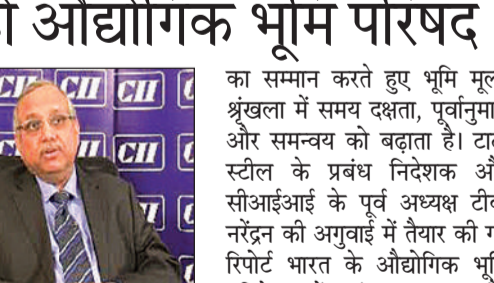 औद्योगिक भूमि परिषद
CII CII
CII
CII
CII
का सम्मान करते हुए भूमि
श्रृंखला में समय दक्षता,
और समन्वय को बढ़ाता है।
स्टील के प्रबंध निदेशक
सीआईआई के पूर्व अध्यक्ष
नरेंद्रन की अगुवाई में तैयार की
रिपोर्ट भारत के औद्योगिक